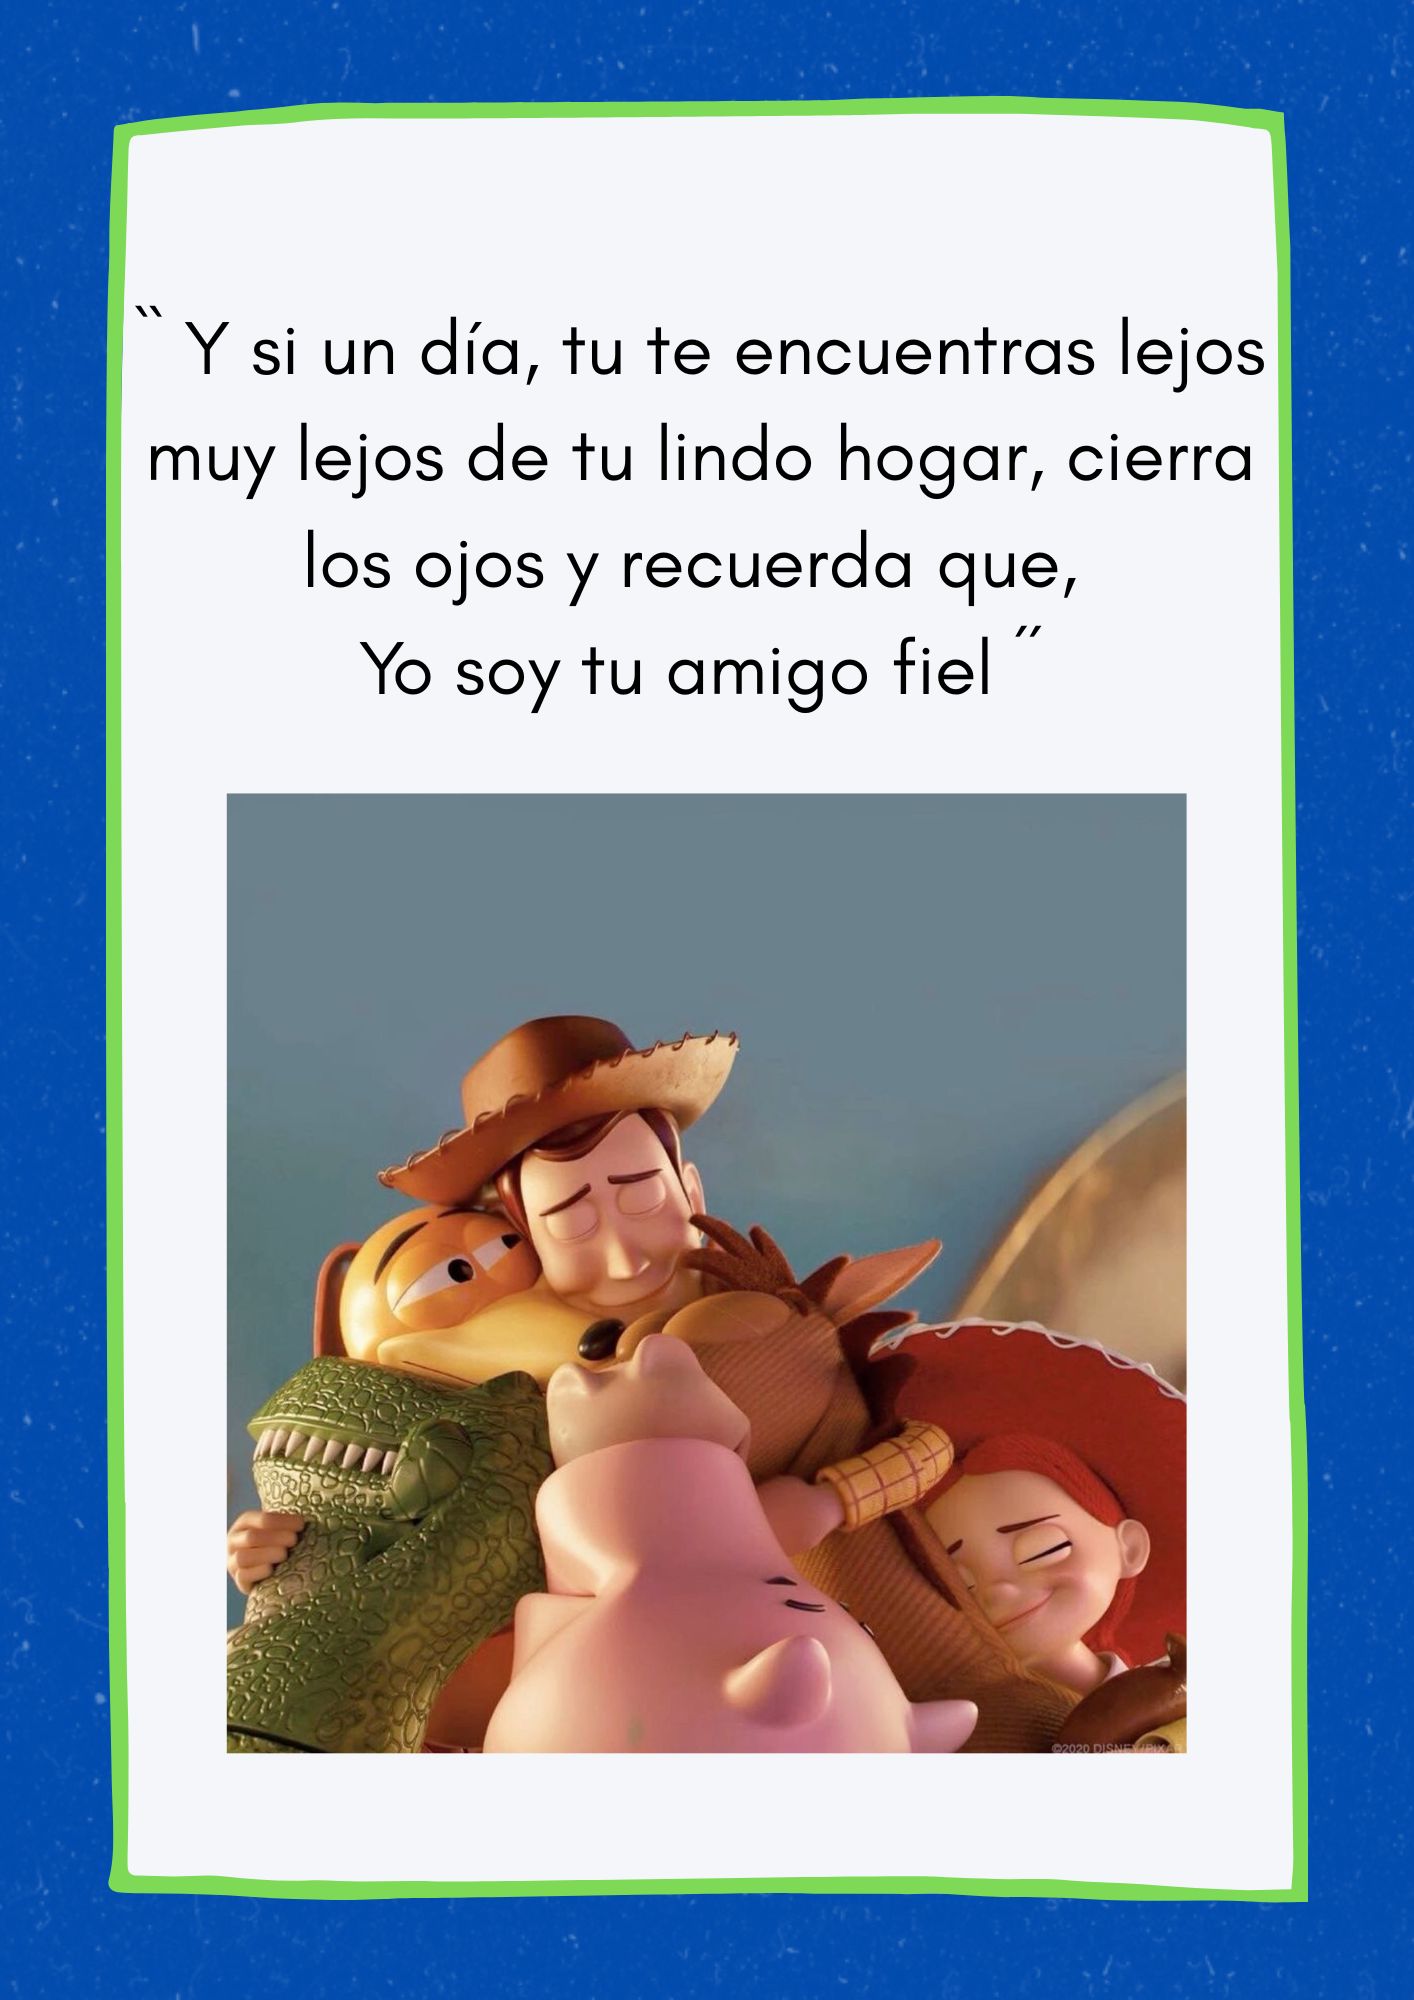 `` Y si un día, tu te encuentras lejos
muy lejos de tu lindo hogar, cierra
los ojos y recuerda que,
Yo soy tu amigo fiel ´´
©2020 DISNEY/PIXAR